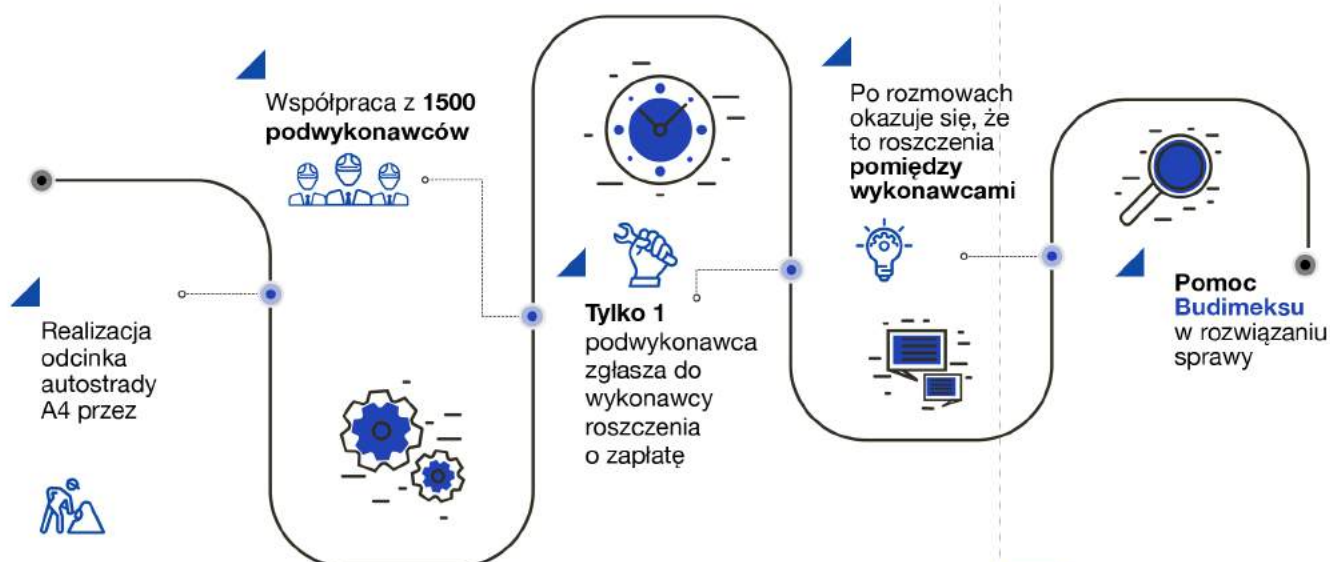 Realizacja
odcinka
autostrady
A4 przez
Współpraca z 1500
podwykonawców
Tylko 1
podwykonawca
zgłasza do
wykonawcy
roszczenia
o zapłatę
Po rozmowach
okazuje się, że
to roszczenia
pomiędzy
wykonawcami
Pomoc
Budimeksu
w rozwiązaniu
sprawy